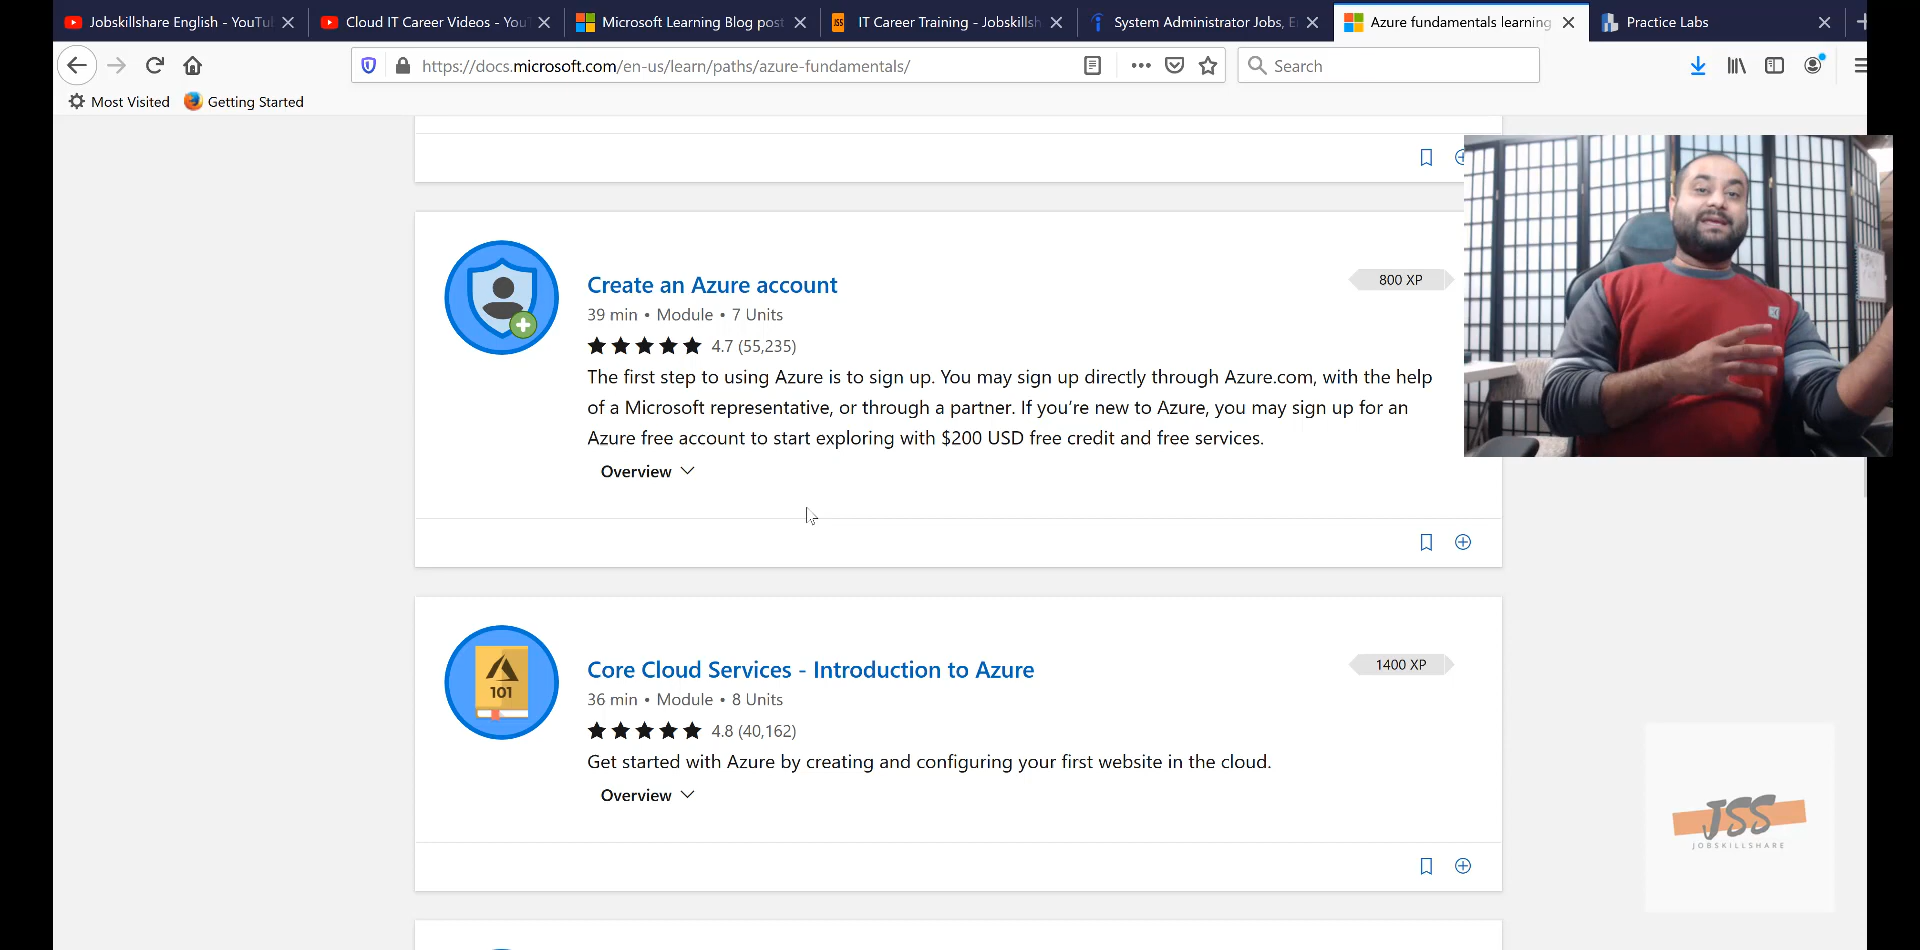 Jobskillshare English - YouTu
Cloud IT Career Videos - You
Microsoft Learning Blog post
JSS
IT Career Training - Jobskillsh
System Administrator Jobs, E
Azure fundamentals learning
Practice Labs
https://docs.microsoft.com/en-us/learn/paths/azure-fundamentals/
Search
Most Visited
Getting Started
Create an Azure account
800 XP
39 min • Module • 7 Units
4.7 (55,235)
The first step to using Azure is to sign up. You may sign up directly through Azure.com, with the help
of a Microsoft representative, or through a partner. If you’re new to Azure, you may sign up for an
Azure free account to start exploring with $200 USD free credit and free services.
Overview
101
Core Cloud Services - Introduction to Azure
1400 XP
36 min • Module • 8 Units
4.8 (40,162)
Get started with Azure by creating and configuring your first website in the cloud.
Overview
JSS
JOBSKILLSHARE